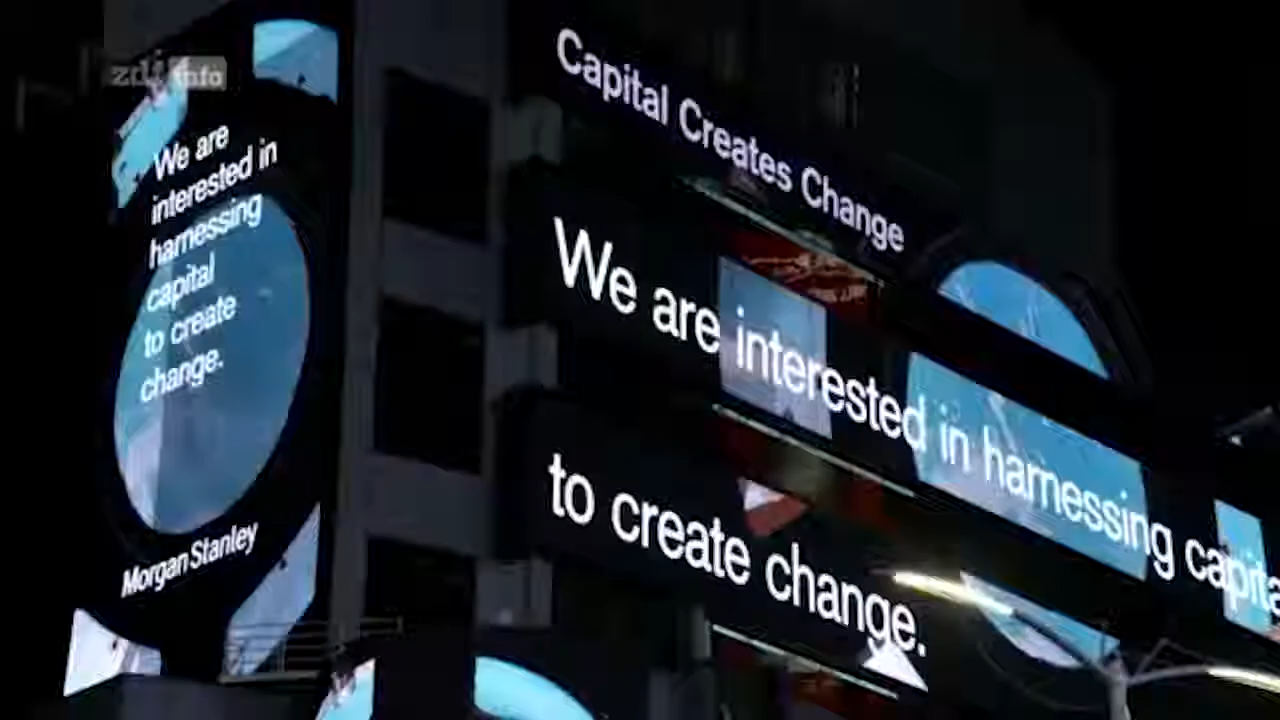 zdf info
We are
interested in
harnessing
capital
to create
change.
Morgan Stanley
Capital Creates Change
We are interested in harnessing capita
to create change.